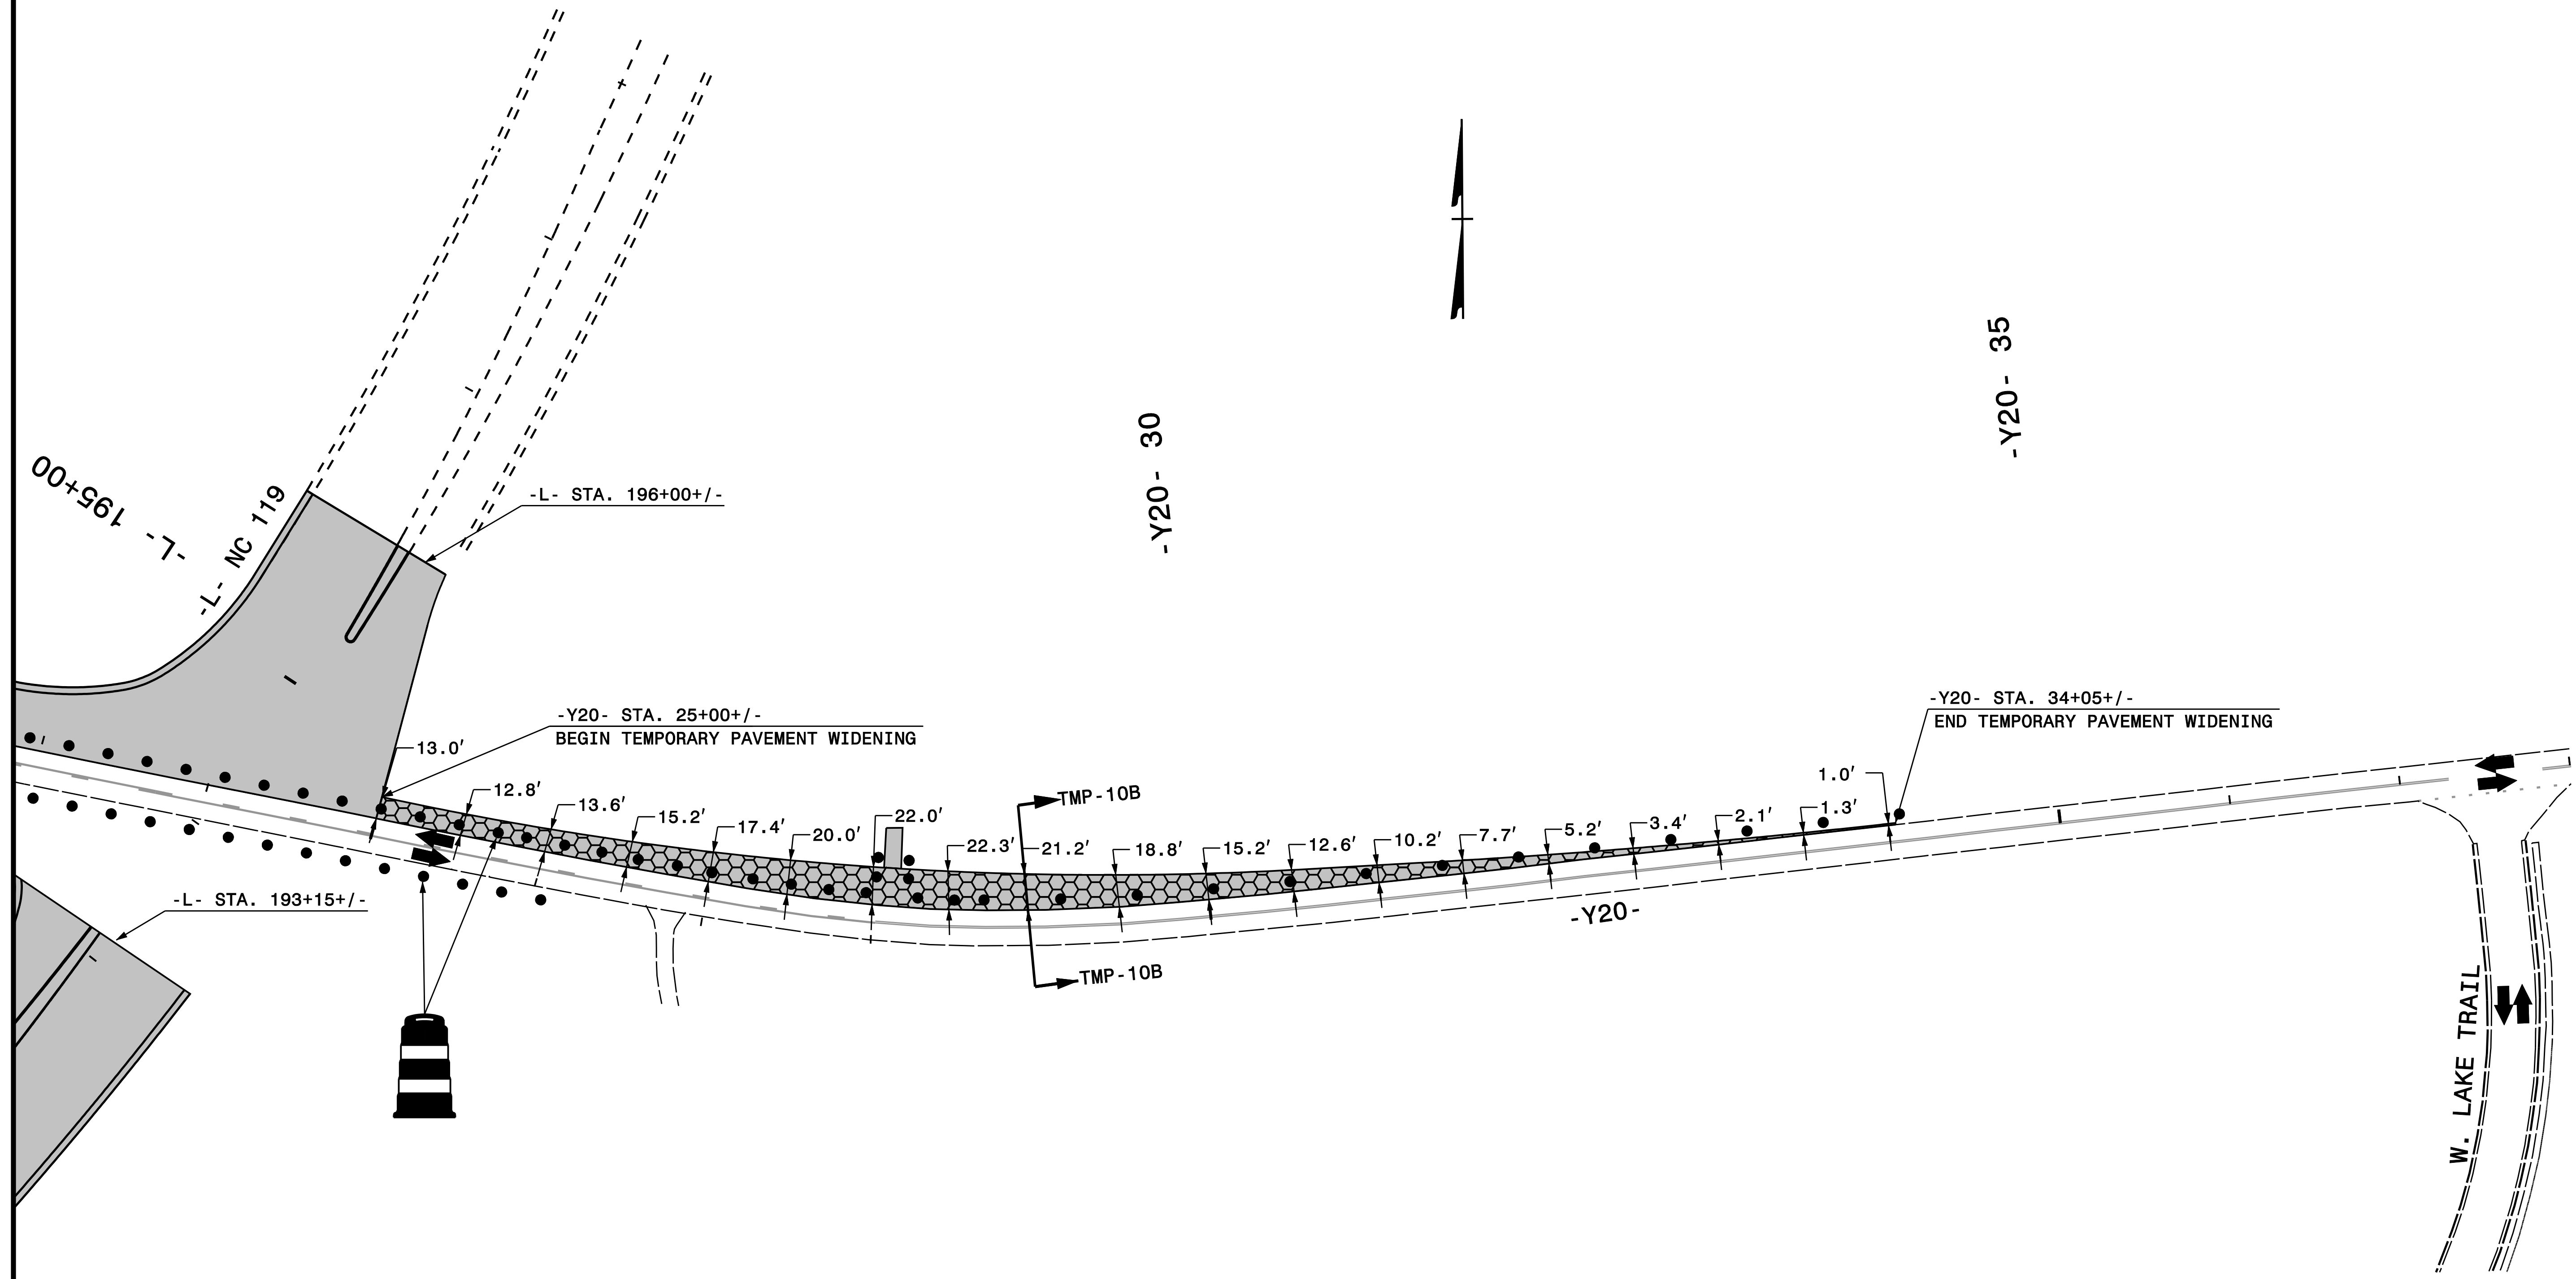 -Y20- 35
-Y20- 30
-L- 195+00
-L- NC 119
-L- STA. 196+00+/-
-Y20- STA. 34+05+/-
END TEMPORARY PAVEMENT WIDENING
-Y20- STA. 25+00+/-
BEGIN TEMPORARY PAVEMENT WIDENING
13.0'
12.8'
13.6'
15.2'
17.4'
20.0'
22.0'
22.3'
21.2'
18.8'
15.2'
12.6'
10.2'
7.7'
5.2'
3.4'
2.1'
1.3'
1.0'
TMP-10B
TMP-10B
-Y20-
-L- STA. 193+15+/-
W. LAKE TRAIL